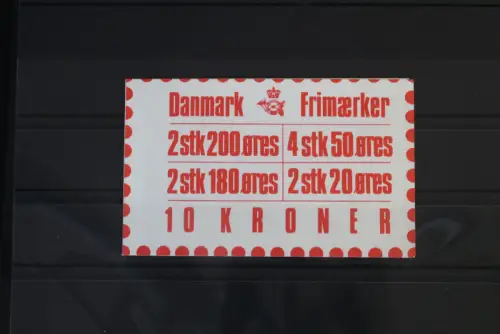 Danmark Frimærker
2 stk 200 øres 4 stk 50 øres
2 stk 180 øres 2 stk 20 øres
10 KRONER